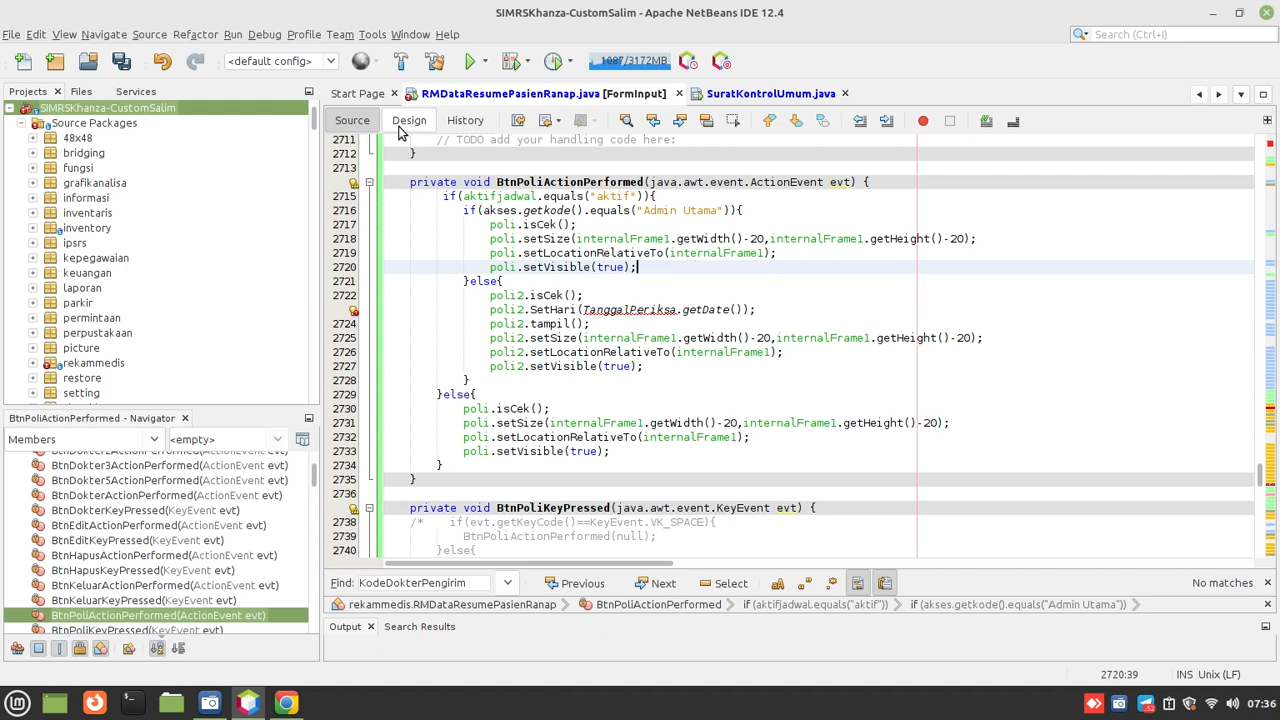 SIMRSKhanza-CustomSalim - Apache NetBeans IDE 12.4
File Edit View Navigate Source Refactor Run Debug Profile Team Tools Window Help
Search (Ctrl+I)
<default config>
1087/3172MB
Projects Files Services
Start Page RMDataResumePasienRanap.java [FormInput] SuratKontrolUmum.java
Source Design History
SIMRSKhanza-CustomSalim
Source Packages
48x48
bridging
fungsi
grafikanalisa
informasi
inventaris
inventory
ipsrs
kepegawaian
keuangan
laporan
parkir
permintaan
perpustakaan
picture
rekammedis
restore
setting
2711 // TODO add your handling code here:
2712 }
2713
private void BtnPoliActionPerformed(java.awt.event.ActionEvent evt) {
2715 if(aktifjadwal.equals("aktif")){
2716 if(akses.getkode().equals("Admin Utama")){
2717 poli.isCek();
2718 poli.setSize(internalFrame1.getWidth()-20,internalFrame1.getHeight()-20);
2719 poli.setLocationRelativeTo(internalFrame1);
2720 poli.setVisible(true);
2721 }else{
2722 poli2.isCek();
poli2.SetHari(TanggalPeriksa.getDate());
2724 poli2.tampil();
2725 poli2.setSize(internalFrame1.getWidth()-20,internalFrame1.getHeight()-20);
2726 poli2.setLocationRelativeTo(internalFrame1);
2727 poli2.setVisible(true);
2728 }
2729 }else{
2730 poli.isCek();
2731 poli.setSize(internalFrame1.getWidth()-20,internalFrame1.getHeight()-20);
2732 poli.setLocationRelativeTo(internalFrame1);
2733 poli.setVisible(true);
2734 }
2735 }
2736
private void BtnPoliKeyPressed(java.awt.event.KeyEvent evt) {
2738 /* if(evt.getKeyCode()==KeyEvent.VK_SPACE){
2739 BtnPoliActionPerformed(null);
2740 }else{
BtnPoliActionPerformed - Navigator
Members <empty>
BtnDokter2ActionPerformed(ActionEvent evt)
BtnDokter3ActionPerformed(ActionEvent evt)
BtnDokter5ActionPerformed(ActionEvent evt)
BtnDokterActionPerformed(ActionEvent evt)
BtnDokterKeyPressed(KeyEvent evt)
BtnEditActionPerformed(ActionEvent evt)
BtnEditKeyPressed(KeyEvent evt)
BtnHapusActionPerformed(ActionEvent evt)
BtnHapusKeyPressed(KeyEvent evt)
BtnKeluarActionPerformed(ActionEvent evt)
BtnKeluarKeyPressed(KeyEvent evt)
BtnPoliActionPerformed(ActionEvent evt)
BtnPoliKeyPressed(KeyEvent evt)
Find: KodeDokterPengirim Previous Next Select No matches
rekammedis.RMDataResumePasienRanap BtnPoliActionPerformed if (aktifjadwal.equals("aktif")) if (akses.getkode().equals("Admin Utama"))
Output Search Results
2720:39 INS Unix (LF)
07:36